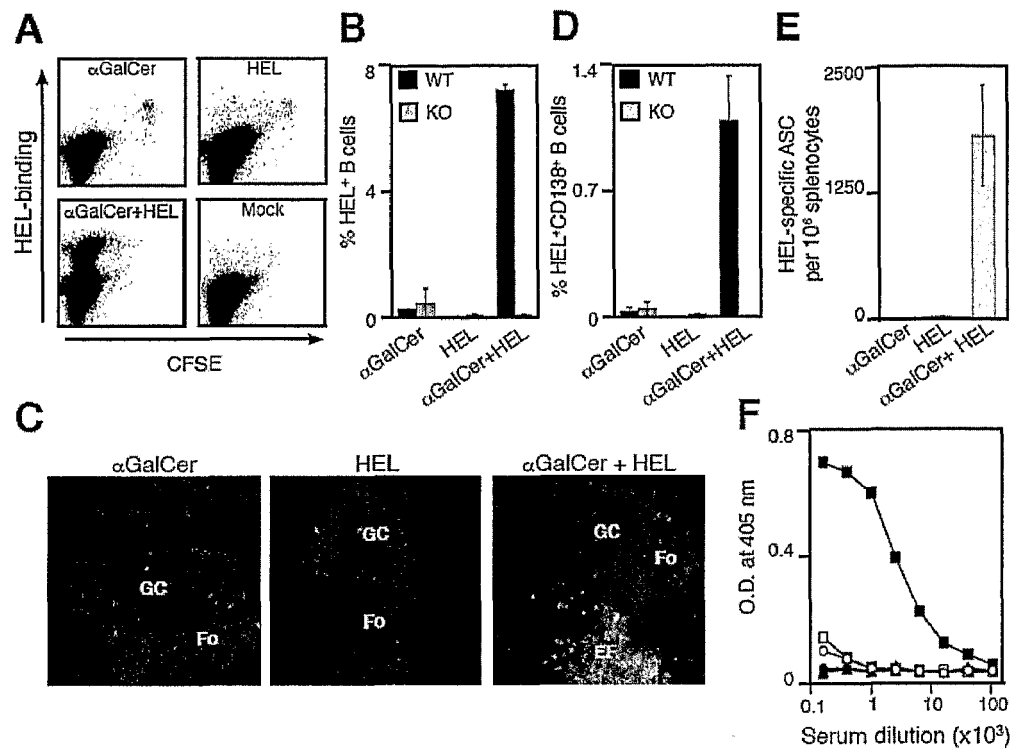 A
αGalCer
HEL
αGalCer+HEL
Mock
HEL-binding
CFSE
B
8
4
0
% HEL⁺ B cells
WT
KO
αGalCer
HEL
αGalCer+HEL
D
1.4
0.7
0
% HEL⁺CD138⁺ B cells
WT
KO
αGalCer
HEL
αGalCer+HEL
E
2500
1250
0
HEL-specific ASC
per 10⁶ splenocytes
αGalCer
HEL
αGalCer+ HEL
C
αGalCer
HEL
αGalCer + HEL
GC
Fo
GC
Fo
GC
Fo
EF
F
0.8
0.4
0
O.D. at 405 nm
0.1
1
10
100
Serum dilution (x10³)